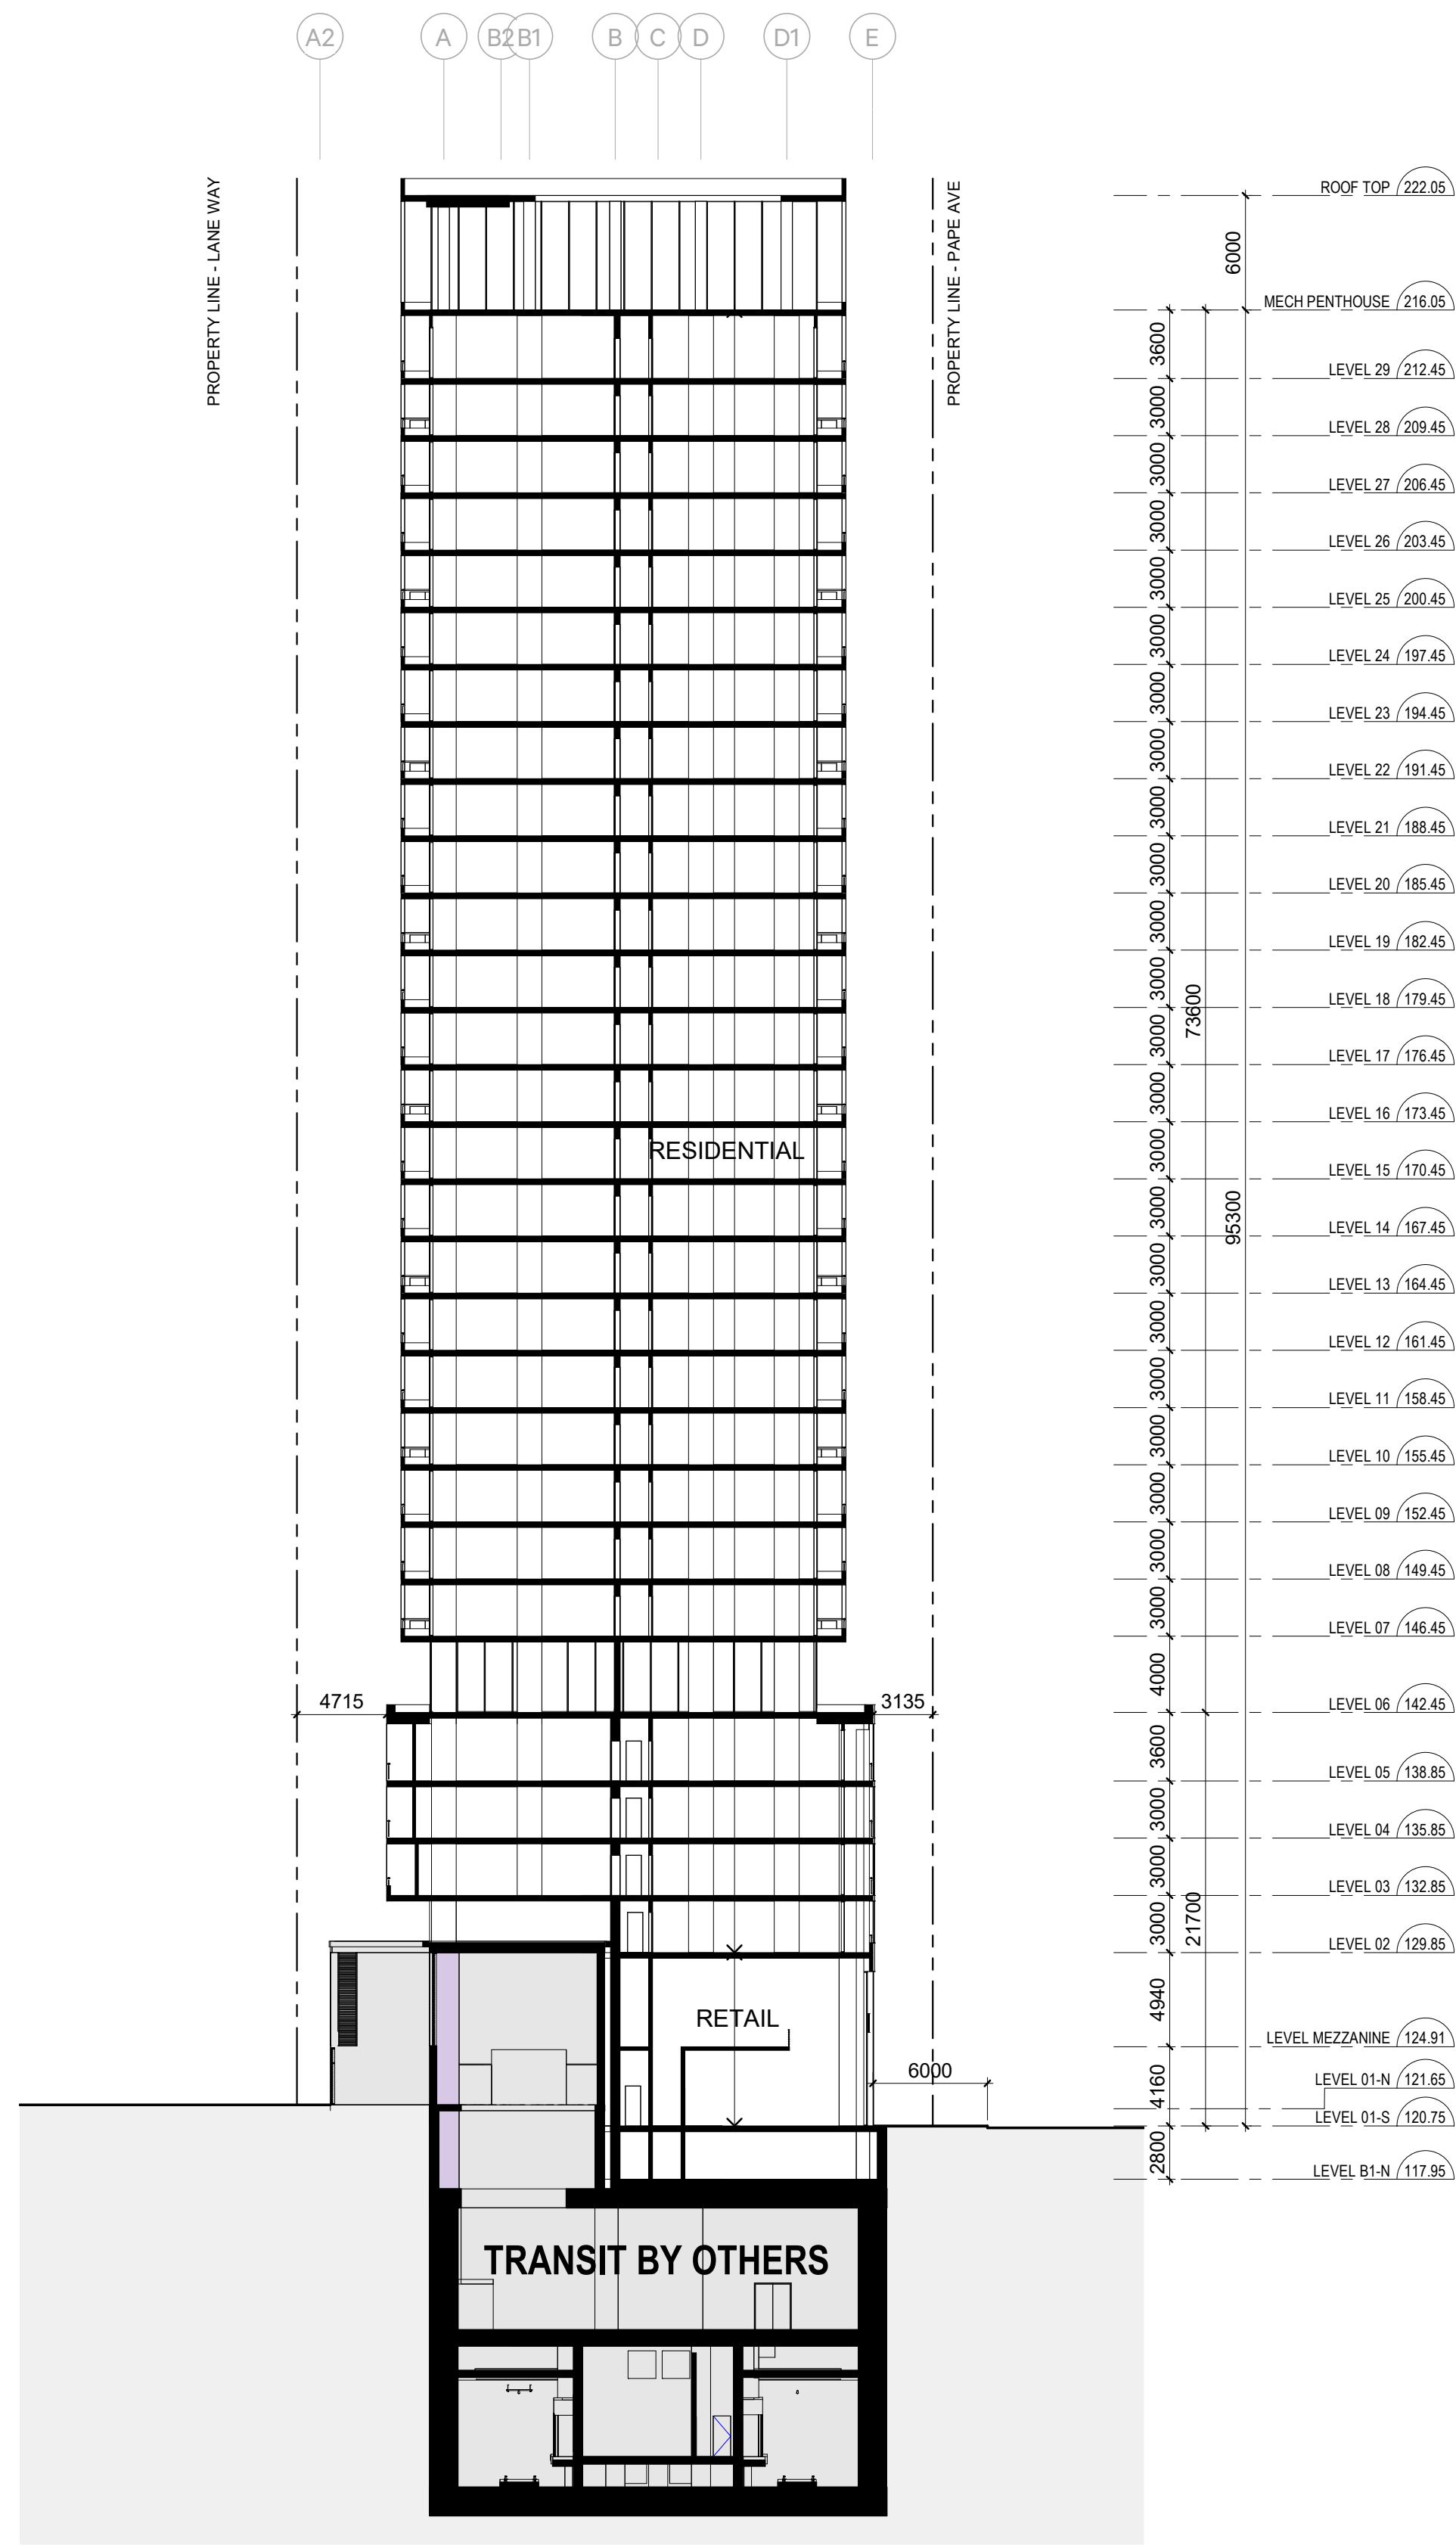 A2 A B2 B1 B C D D1 E
PROPERTY LINE - LANE WAY
PROPERTY LINE - PAPE AVE
ROOF TOP 222.05
6000
MECH PENTHOUSE 216.05
3600
LEVEL 29 212.45
3000
LEVEL 28 209.45
3000
LEVEL 27 206.45
3000
LEVEL 26 203.45
3000
LEVEL 25 200.45
3000
LEVEL 24 197.45
3000
LEVEL 23 194.45
3000
LEVEL 22 191.45
3000
LEVEL 21 188.45
3000
LEVEL 20 185.45
3000
LEVEL 19 182.45
3000
LEVEL 18 179.45
73600
3000
LEVEL 17 176.45
3000
LEVEL 16 173.45
3000
RESIDENTIAL
LEVEL 15 170.45
3000
95300
LEVEL 14 167.45
3000
LEVEL 13 164.45
3000
LEVEL 12 161.45
3000
LEVEL 11 158.45
3000
LEVEL 10 155.45
3000
LEVEL 09 152.45
3000
LEVEL 08 149.45
3000
LEVEL 07 146.45
4000
4715
3135
LEVEL 06 142.45
3600
LEVEL 05 138.85
3000
LEVEL 04 135.85
3000
LEVEL 03 132.85
3000
21700
LEVEL 02 129.85
4940
RETAIL
LEVEL MEZZANINE 124.91
6000
4160
LEVEL 01-N 121.65
LEVEL 01-S 120.75
2800
LEVEL B1-N 117.95
TRANSIT BY OTHERS